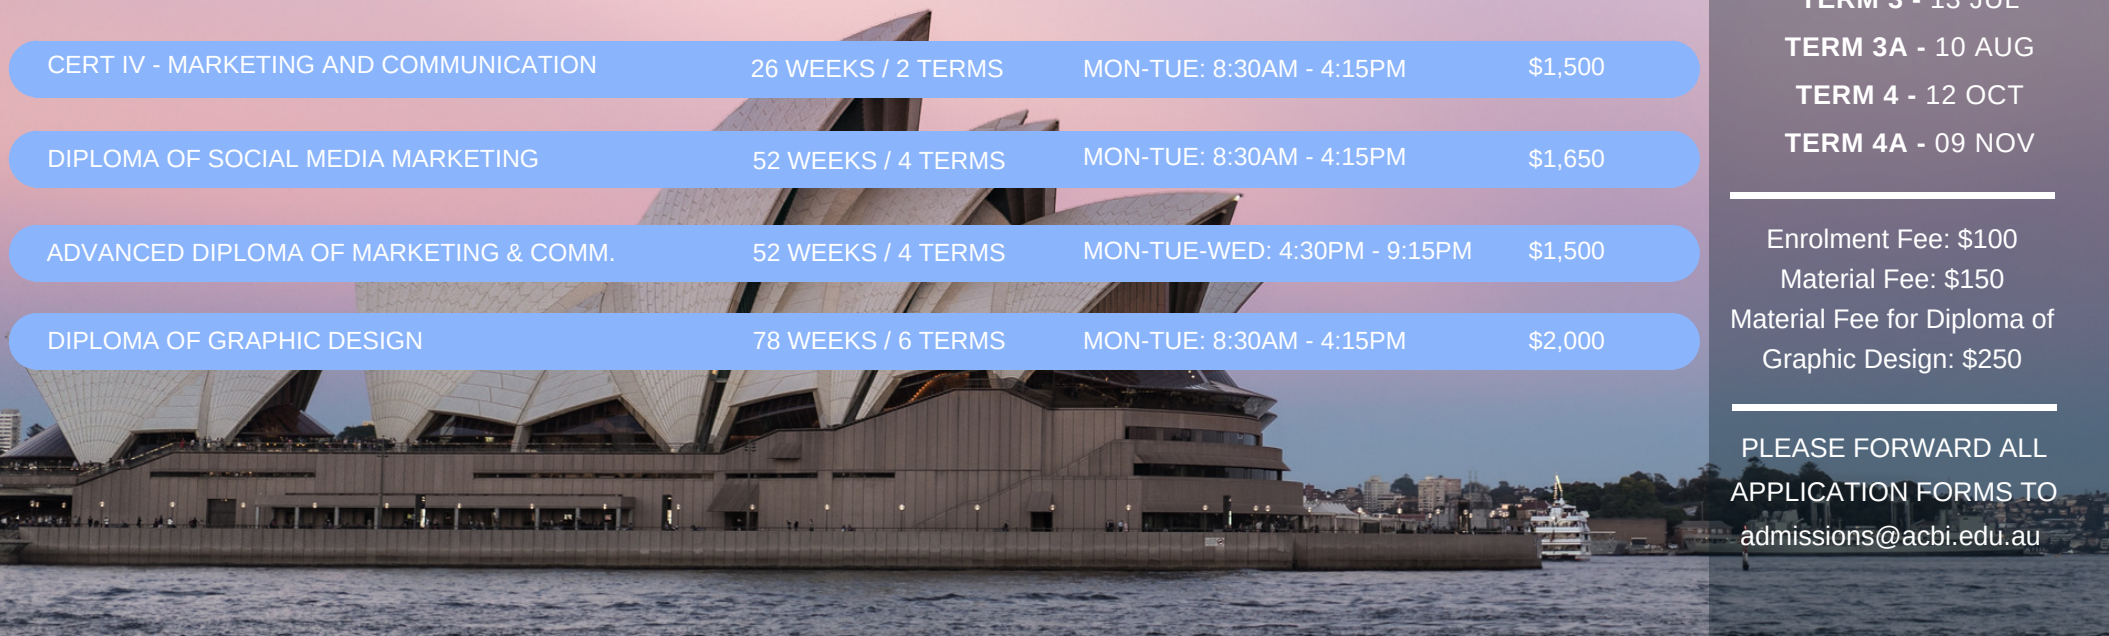 CERT IV - MARKETING AND COMMUNICATION 26 WEEKS / 2 TERMS MON-TUE: 8:30AM - 4:15PM $1,500
DIPLOMA OF SOCIAL MEDIA MARKETING 52 WEEKS / 4 TERMS MON-TUE: 8:30AM - 4:15PM $1,650
ADVANCED DIPLOMA OF MARKETING & COMM. 52 WEEKS / 4 TERMS MON-TUE-WED: 4:30PM - 9:15PM $1,500
DIPLOMA OF GRAPHIC DESIGN 78 WEEKS / 6 TERMS MON-TUE: 8:30AM - 4:15PM $2,000
TERM 3 - 13 JUL
TERM 3A - 10 AUG
TERM 4 - 12 OCT
TERM 4A - 09 NOV
Enrolment Fee: $100
Material Fee: $150
Material Fee for Diploma of
Graphic Design: $250
PLEASE FORWARD ALL
APPLICATION FORMS TO
admissions@acbi.edu.au